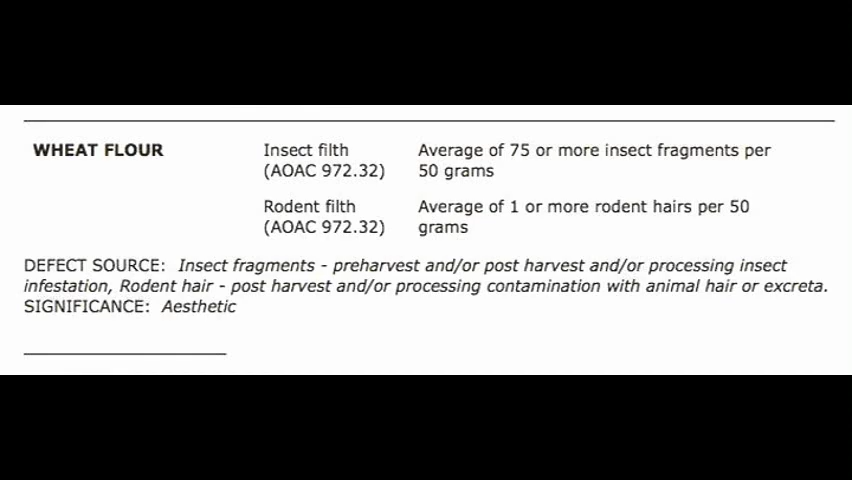 WHEAT FLOUR Insect filth Average of 75 or more insect fragments per
(AOAC 972.32) 50 grams
Rodent filth Average of 1 or more rodent hairs per 50
(AOAC 972.32) grams
DEFECT SOURCE: Insect fragments - preharvest and/or post harvest and/or processing insect
infestation, Rodent hair - post harvest and/or processing contamination with animal hair or excreta.
SIGNIFICANCE: Aesthetic